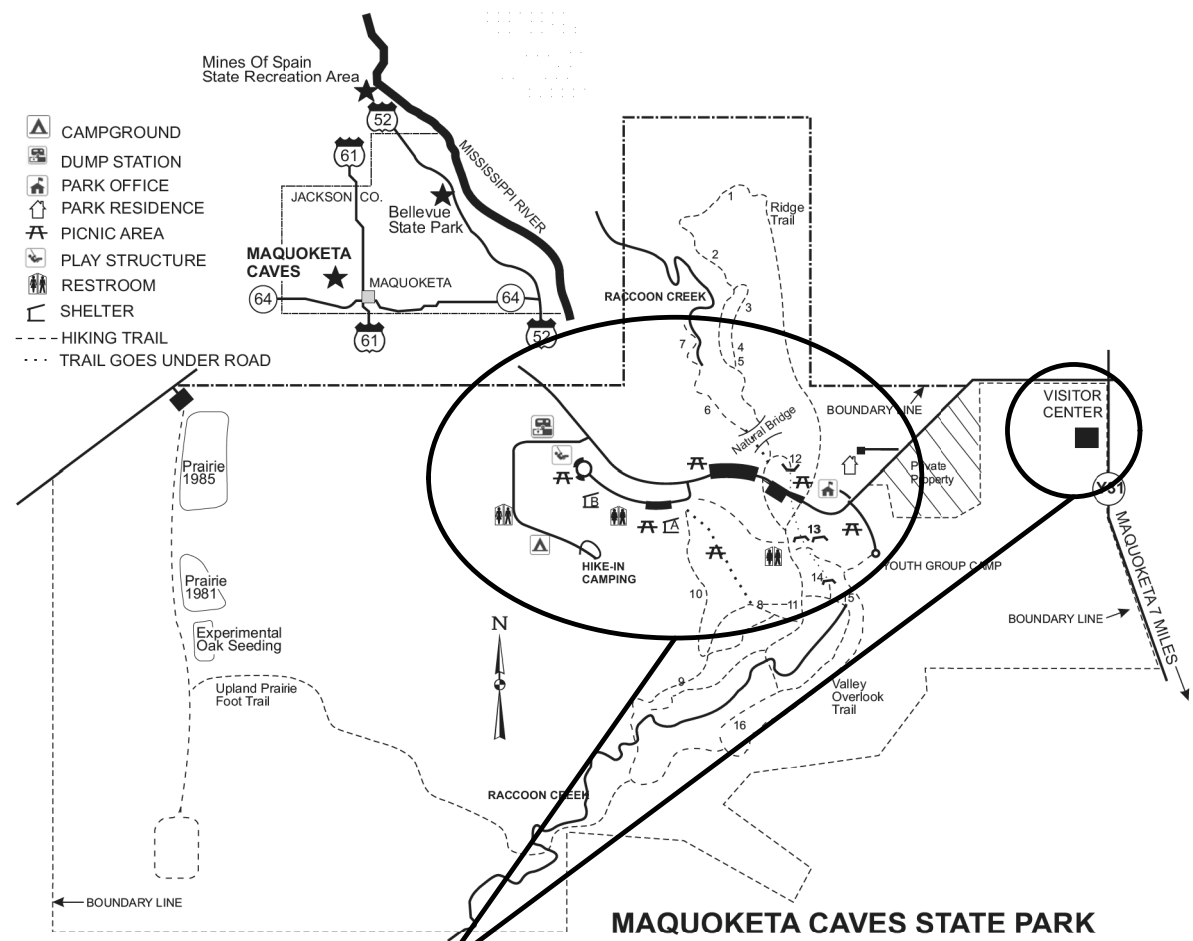 Mines Of Spain
State Recreation Area
52
61
MISSISSIPPI RIVER
JACKSON CO.
Bellevue
State Park
MAQUOKETA
CAVES
MAQUOKETA
64
64
61
52
CAMPGROUND
DUMP STATION
PARK OFFICE
PARK RESIDENCE
PICNIC AREA
PLAY STRUCTURE
RESTROOM
SHELTER
HIKING TRAIL
TRAIL GOES UNDER ROAD
1
Ridge
Trail
2
RACCOON CREEK
3
7
4
5
6
Natural Bridge
BOUNDARY LINE
VISITOR
CENTER
Private
Property
Y31
MAQUOKETA 7 MILES
12
B
A
13
HIKE-IN
CAMPING
YOUTH GROUP CAMP
14
10
8
11
15
BOUNDARY LINE
Prairie
1985
Prairie
1981
Experimental
Oak Seeding
Upland Prairie
Foot Trail
N
9
Valley
Overlook
Trail
16
RACCOON CREEK
BOUNDARY LINE
MAQUOKETA CAVES STATE PARK